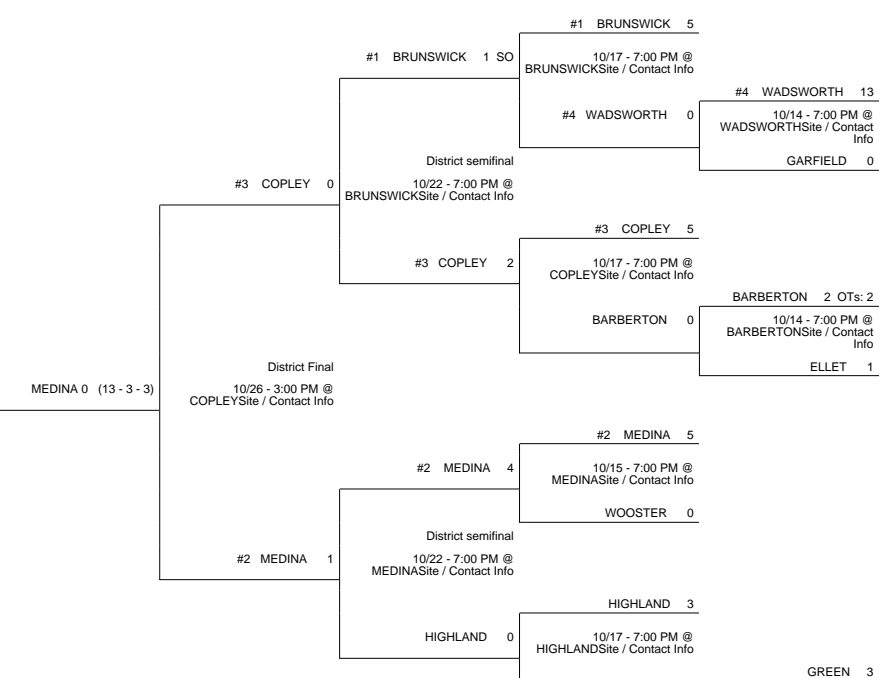 #1 BRUNSWICK 5
#1 BRUNSWICK 1 SO
10/17 - 7:00 PM @
BRUNSWICKSite / Contact Info
#4 WADSWORTH 13
#4 WADSWORTH 0
10/14 - 7:00 PM @
WADSWORTHSite / Contact
Info
District semifinal
GARFIELD 0
#3 COPLEY 0
10/22 - 7:00 PM @
BRUNSWICKSite / Contact Info
#3 COPLEY 5
#3 COPLEY 2
10/17 - 7:00 PM @
COPLEYSite / Contact Info
BARBERTON 2 OTs: 2
BARBERTON 0
10/14 - 7:00 PM @
BARBERTONSite / Contact
Info
District Final
ELLET 1
MEDINA 0 (13 - 3 - 3)
10/26 - 3:00 PM @
COPLEYSite / Contact Info
#2 MEDINA 5
#2 MEDINA 4
10/15 - 7:00 PM @
MEDINASite / Contact Info
WOOSTER 0
District semifinal
#2 MEDINA 1
10/22 - 7:00 PM @
MEDINASite / Contact Info
HIGHLAND 3
HIGHLAND 0
10/17 - 7:00 PM @
HIGHLANDSite / Contact Info
GREEN 3